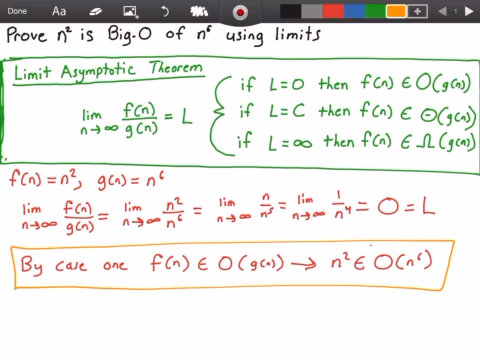 Done
Aa
1
Prove n² is Big-O of n⁶ using limits
Limit Asymptotic Theorem
lim n→∞ f(n)/g(n) = L
if L=0 then f(n) ∈ O(g(n))
if L=C then f(n) ∈ Θ(g(n))
if L=∞ then f(n) ∈ Ω(g(n))
f(n)=n², g(n)=n⁶
lim n→∞ f(n)/g(n) = lim n→∞ n²/n⁶ = lim n→∞ n/n⁵ = lim n→∞ 1/n⁴ = 0 = L
By case one f(n) ∈ O(g(n)) → n² ∈ O(n⁶)